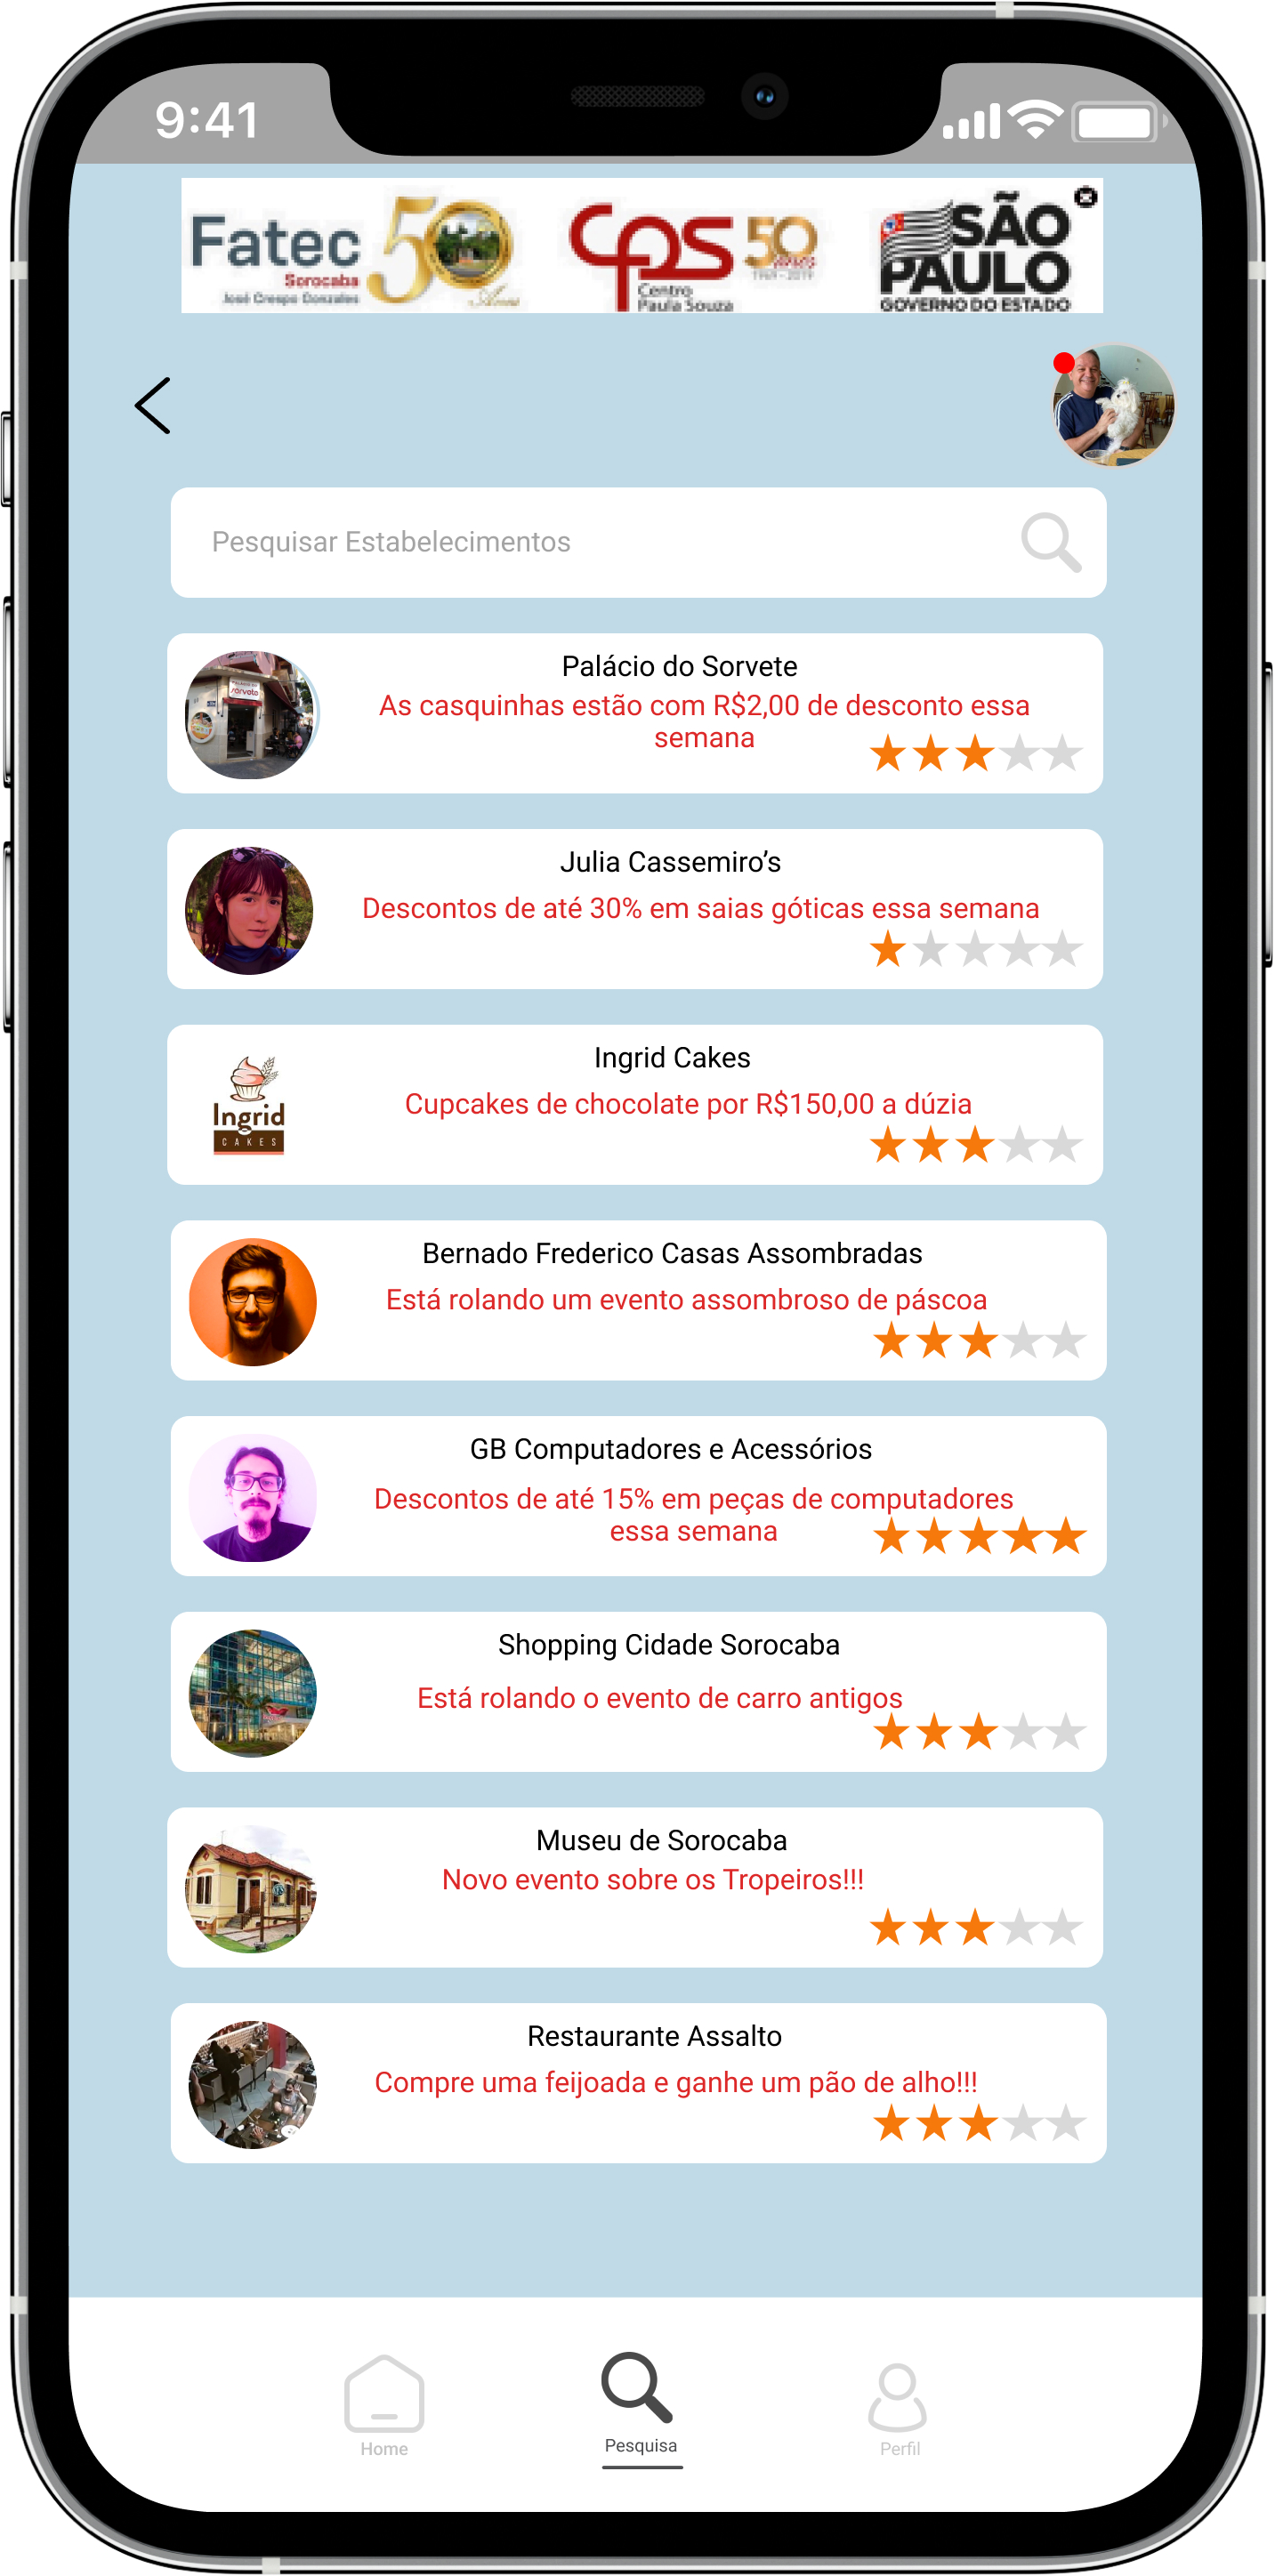 9:41
Fatec
Sorocaba
José Crespo Gonzales
50
Anos
CPS
Centro
Paula Souza
50
ANOS
1969 - 2019
SÃO
PAULO
GOVERNO DO ESTADO
Pesquisar Estabelecimentos
Palácio do Sorvete
As casquinhas estão com R$2,00 de desconto essa
semana
Julia Cassemiro’s
Descontos de até 30% em saias góticas essa semana
Ingrid
CAKES
Ingrid Cakes
Cupcakes de chocolate por R$150,00 a dúzia
Bernado Frederico Casas Assombradas
Está rolando um evento assombroso de páscoa
GB Computadores e Acessórios
Descontos de até 15% em peças de computadores
essa semana
Shopping Cidade Sorocaba
Está rolando o evento de carro antigos
Museu de Sorocaba
Novo evento sobre os Tropeiros!!!
Restaurante Assalto
Compre uma feijoada e ganhe um pão de alho!!!
Home
Pesquisa
Perfil